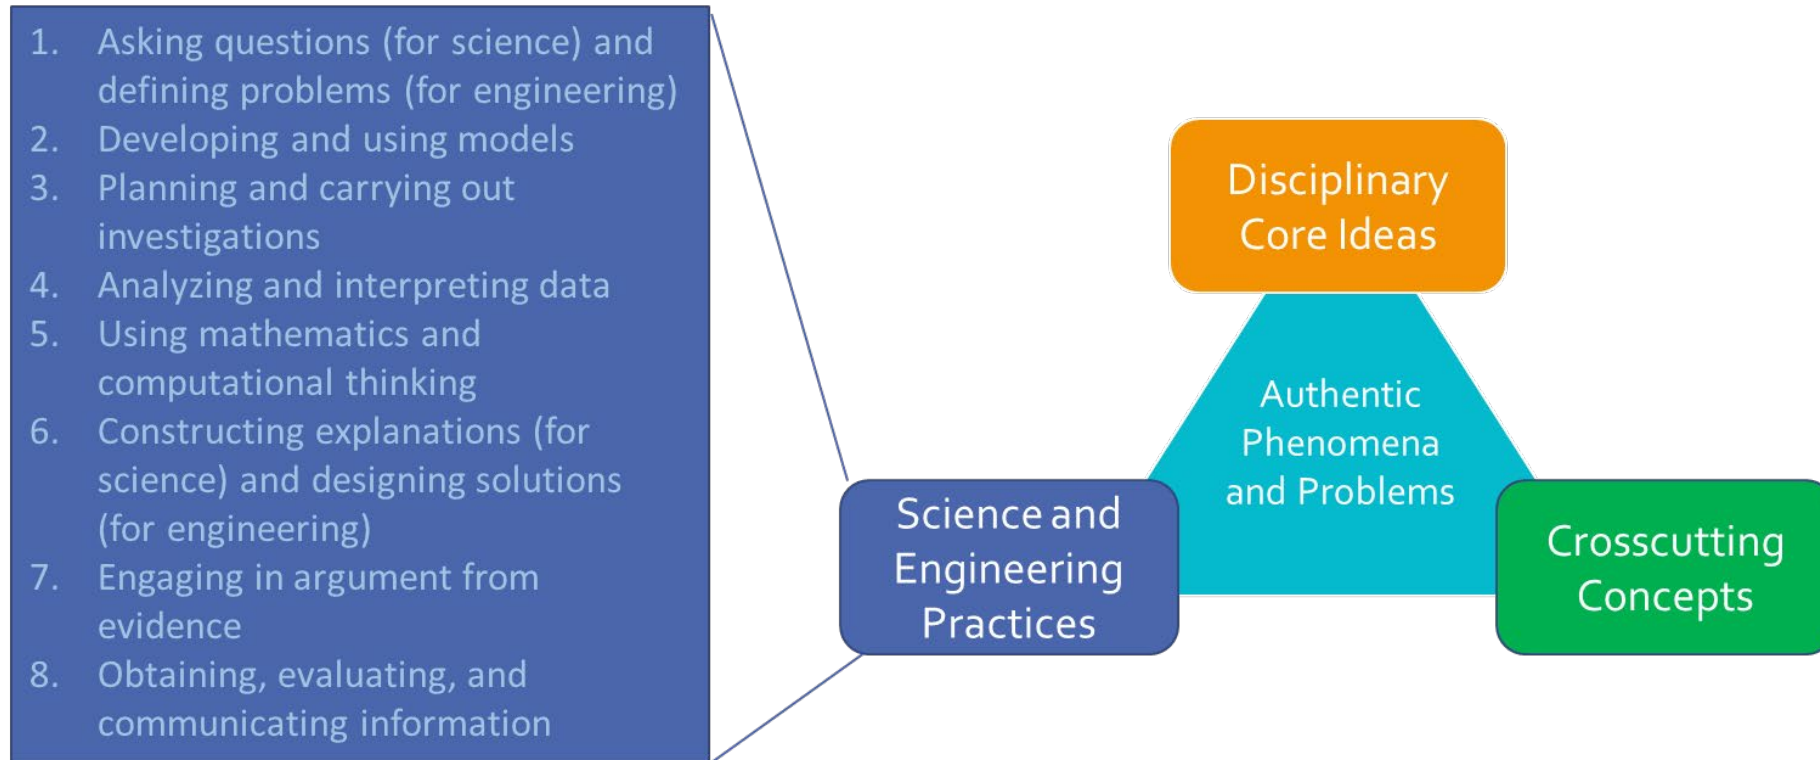 1. Asking questions (for science) and
defining problems (for engineering)
2. Developing and using models
3. Planning and carrying out
investigations
4. Analyzing and interpreting data
5. Using mathematics and
computational thinking
6. Constructing explanations (for
science) and designing solutions
(for engineering)
7. Engaging in argument from
evidence
8. Obtaining, evaluating, and
communicating information
Disciplinary
Core Ideas
Authentic
Phenomena
and Problems
Science and
Engineering
Practices
Crosscutting
Concepts